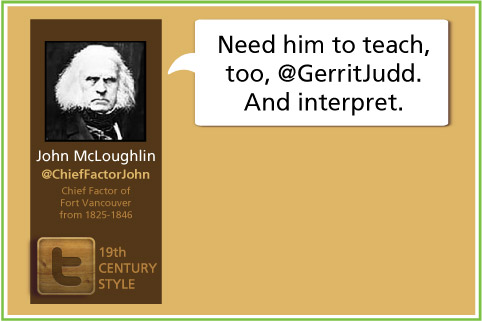 Need him to teach,
too, @GerritJudd.
And interpret.
John McLoughlin
@ChiefFactorJohn
Chief Factor of
Fort Vancouver
from 1825-1846
t
19th
CENTURY
STYLE